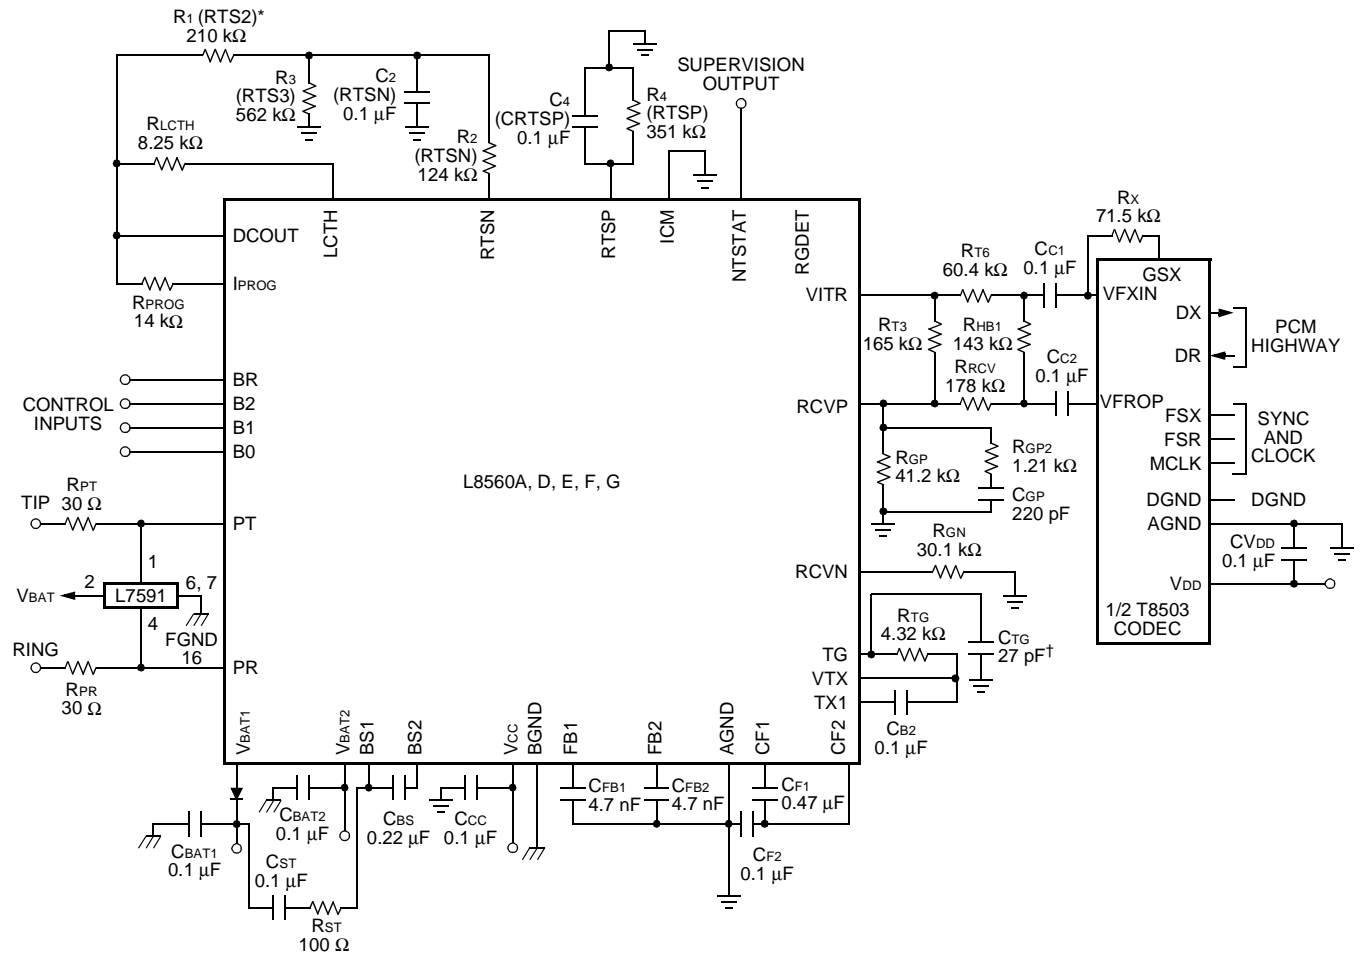 R1 (RTS2)*
210 kΩ
R3
(RTS3)
562 kΩ
C2
(RTSN)
0.1 µF
RLCTH
8.25 kΩ
R2
(RTSN)
124 kΩ
C4
(CRTSP)
0.1 µF
R4
(RTSP)
351 kΩ
SUPERVISION
OUTPUT
LCTH
RTSN
RTSP
ICM
NTSTAT
RGDET
DCOUT
IPROG
RPROG
14 kΩ
BR
B2
B1
B0
CONTROL
INPUTS
RPT
30 Ω
TIP
PT
1
2
VBAT
L7591
6, 7
4
FGND
16
RING
PR
RPR
30 Ω
L8560A, D, E, F, G
VITR
RCVP
RCVN
TG
VTX
TX1
VBAT1
VBAT2
BS1
BS2
VCC
BGND
FB1
FB2
AGND
CF1
CF2
RT6
60.4 kΩ
CC1
0.1 µF
RX
71.5 kΩ
GSX
VFXIN
RT3
165 kΩ
RHB1
143 kΩ
RRCV
178 kΩ
CC2
0.1 µF
VFROP
DX
DR
PCM
HIGHWAY
FSX
FSR
MCLK
SYNC
AND
CLOCK
DGND
DGND
AGND
CVDD
0.1 µF
VDD
1/2 T8503
CODEC
RGP
41.2 kΩ
RGP2
1.21 kΩ
CGP
220 pF
RGN
30.1 kΩ
RTG
4.32 kΩ
CTG
27 pF†
CB2
0.1 µF
CBAT1
0.1 µF
CBAT2
0.1 µF
CST
0.1 µF
RST
100 Ω
CBS
0.22 µF
CCC
0.1 µF
CFB1
4.7 nF
CFB2
4.7 nF
CF1
0.47 µF
CF2
0.1 µF